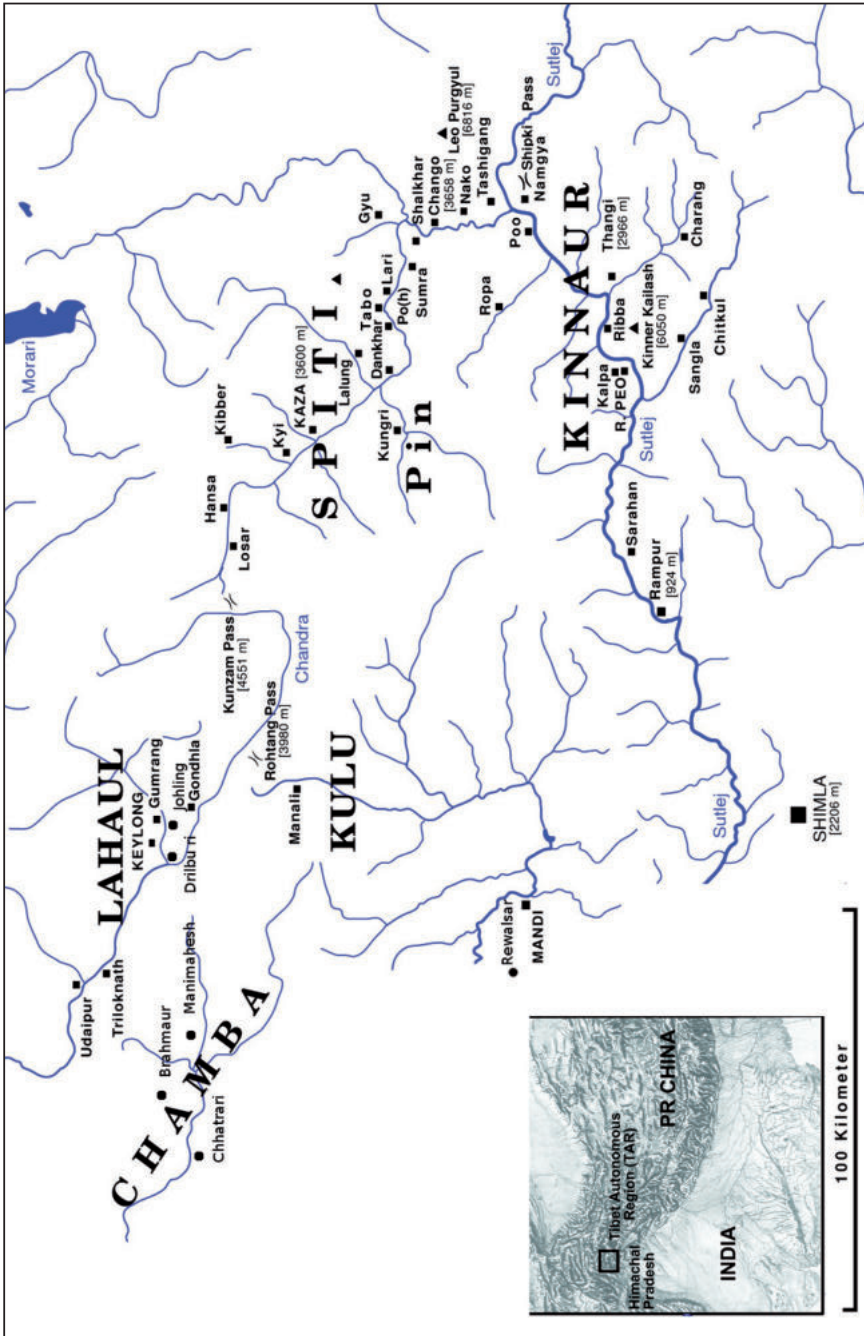 Udaipur
Triloknath
LAHAUL
KEYLONG
Gumrang
Johling
Gondhla
Drilbu ri
CHAMBA
Brahmaur
Manimahesh
Chhatrari
Kunzam Pass
[4551 m]
Rohtang Pass
[3980 m]
Chandra
Manali
KULU
Rewalsar
MANDI
Morari
Hansa
Losar
Kibber
Kyi
KAZA [3600 m]
SPITI
Lalung
Dankhar
Tabo
Po(h)
Lari
Sumra
Gyu
Kungri
Pin
Shalkhar
Chango
[3658 m]
Nako
Leo Purgyul
[6816 m]
Tashigang
Shipki Pass
Namgya
Sutlej
Poo
Ropa
KINNAUR
Thangi
[2966 m]
Charang
Ribba
Kinner Kailash
[6050 m]
Kalpa
R. PEO
Sangla
Chitkul
Sutlej
Sarahan
Rampur
[924 m]
Sutlej
SHIMLA
[2206 m]
Tibet Autonomous
Region (TAR)
Himachal
Pradesh
PR CHINA
INDIA
100 Kilometer